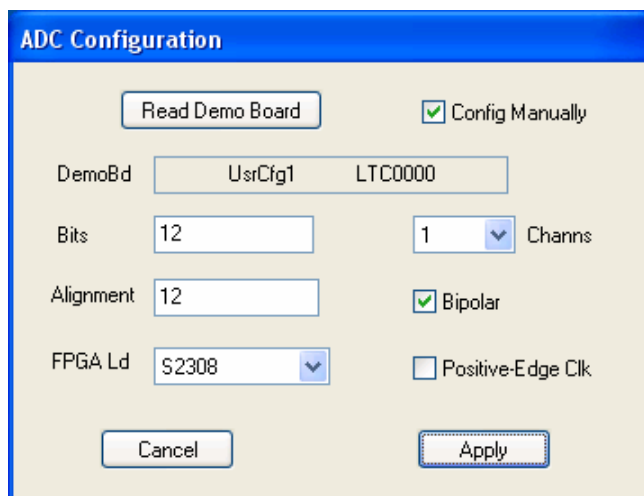 ADC Configuration
Read Demo Board
Config Manually
DemoBd UsrCfg1 LTC0000
Bits 12 1 Channs
Alignment 12 Bipolar
FPGA Ld S2308 Positive-Edge Clk
Cancel Apply